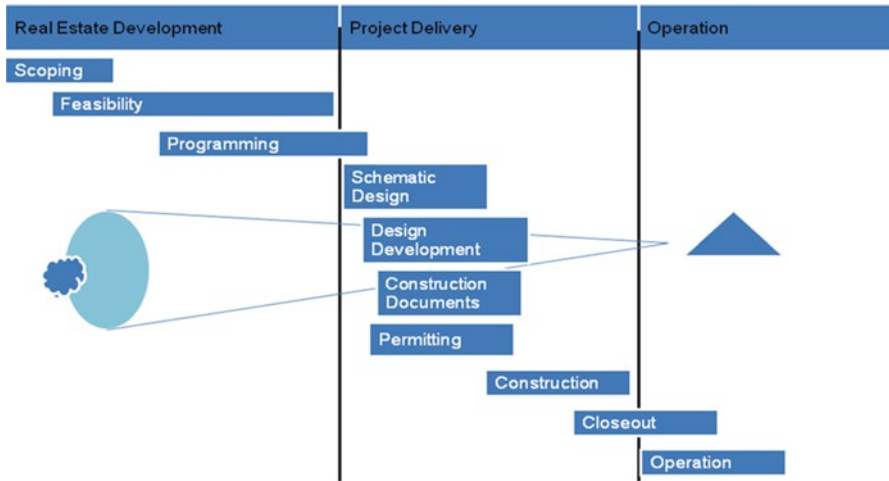 Real Estate Development
Project Delivery
Operation
Scoping
Feasibility
Programming
Schematic
Design
Design
Development
Construction
Documents
Permitting
Construction
Closeout
Operation